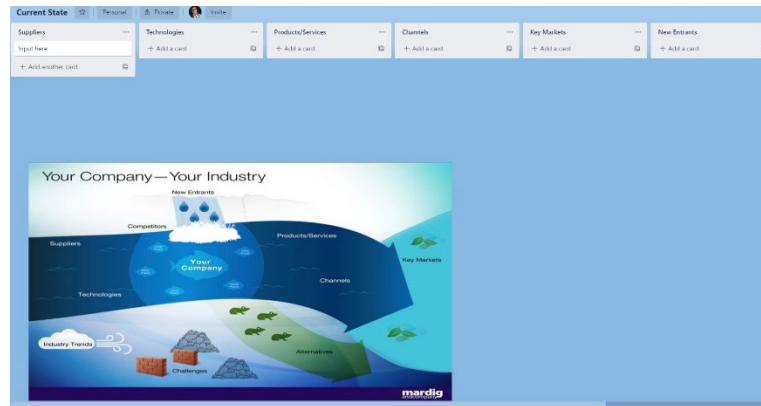 Current State Personal Private Invite
Suppliers ... Technologies ... Products/Services ... Channels ... Key Markets ... New Entrants
Input here + Add a card + Add a card + Add a card + Add a card + Add a card
+ Add another card
Your Company—Your Industry
New Entrants
Competitors
Suppliers
Products/Services
Your
Company
Key Markets
Channels
Technologies
Industry Trends
Alternatives
Challenges
mardig